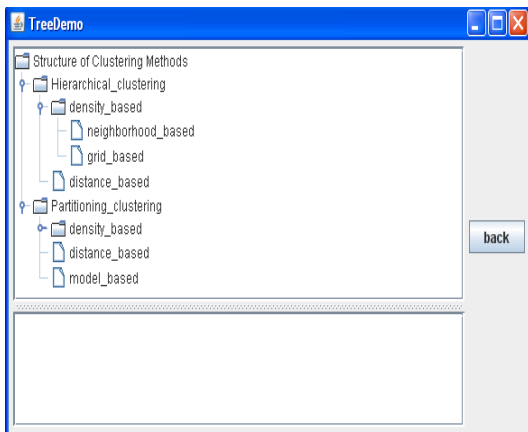 TreeDemo
Structure of Clustering Methods
Hierarchical_clustering
density_based
neighborhood_based
grid_based
distance_based
Partitioning_clustering
density_based
distance_based
model_based
back